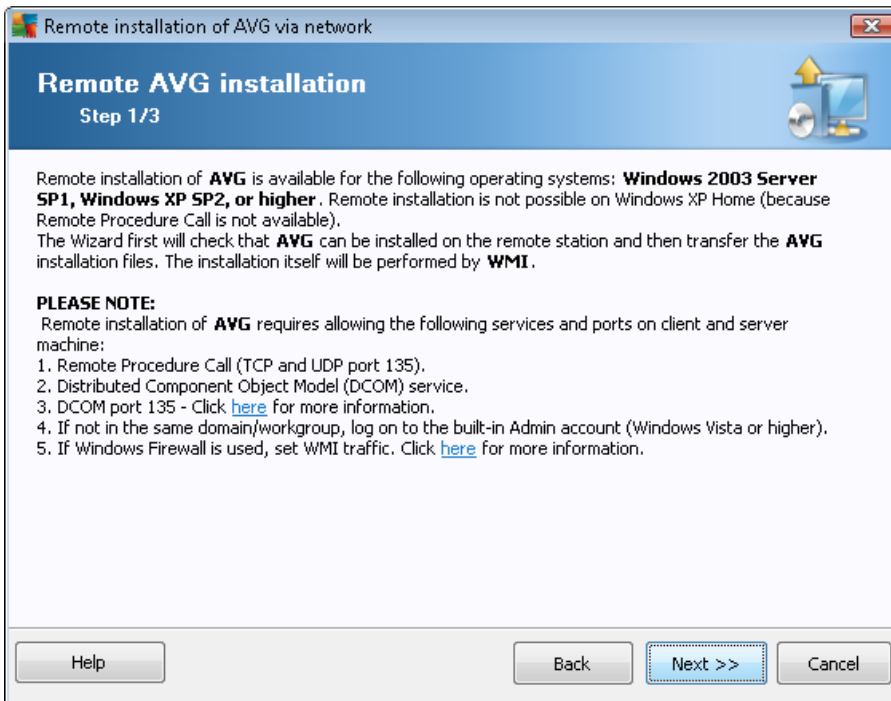 Remote installation of AVG via network
Remote AVG installation
Step 1/3
Remote installation of AVG is available for the following operating systems: Windows 2003 Server
SP1, Windows XP SP2, or higher. Remote installation is not possible on Windows XP Home (because
Remote Procedure Call is not available).
The Wizard first will check that AVG can be installed on the remote station and then transfer the AVG
installation files. The installation itself will be performed by WMI.
PLEASE NOTE:
Remote installation of AVG requires allowing the following services and ports on client and server
machine:
1. Remote Procedure Call (TCP and UDP port 135).
2. Distributed Component Object Model (DCOM) service.
3. DCOM port 135 - Click here for more information.
4. If not in the same domain/workgroup, log on to the built-in Admin account (Windows Vista or higher).
5. If Windows Firewall is used, set WMI traffic. Click here for more information.
Help
Back
Next >>
Cancel